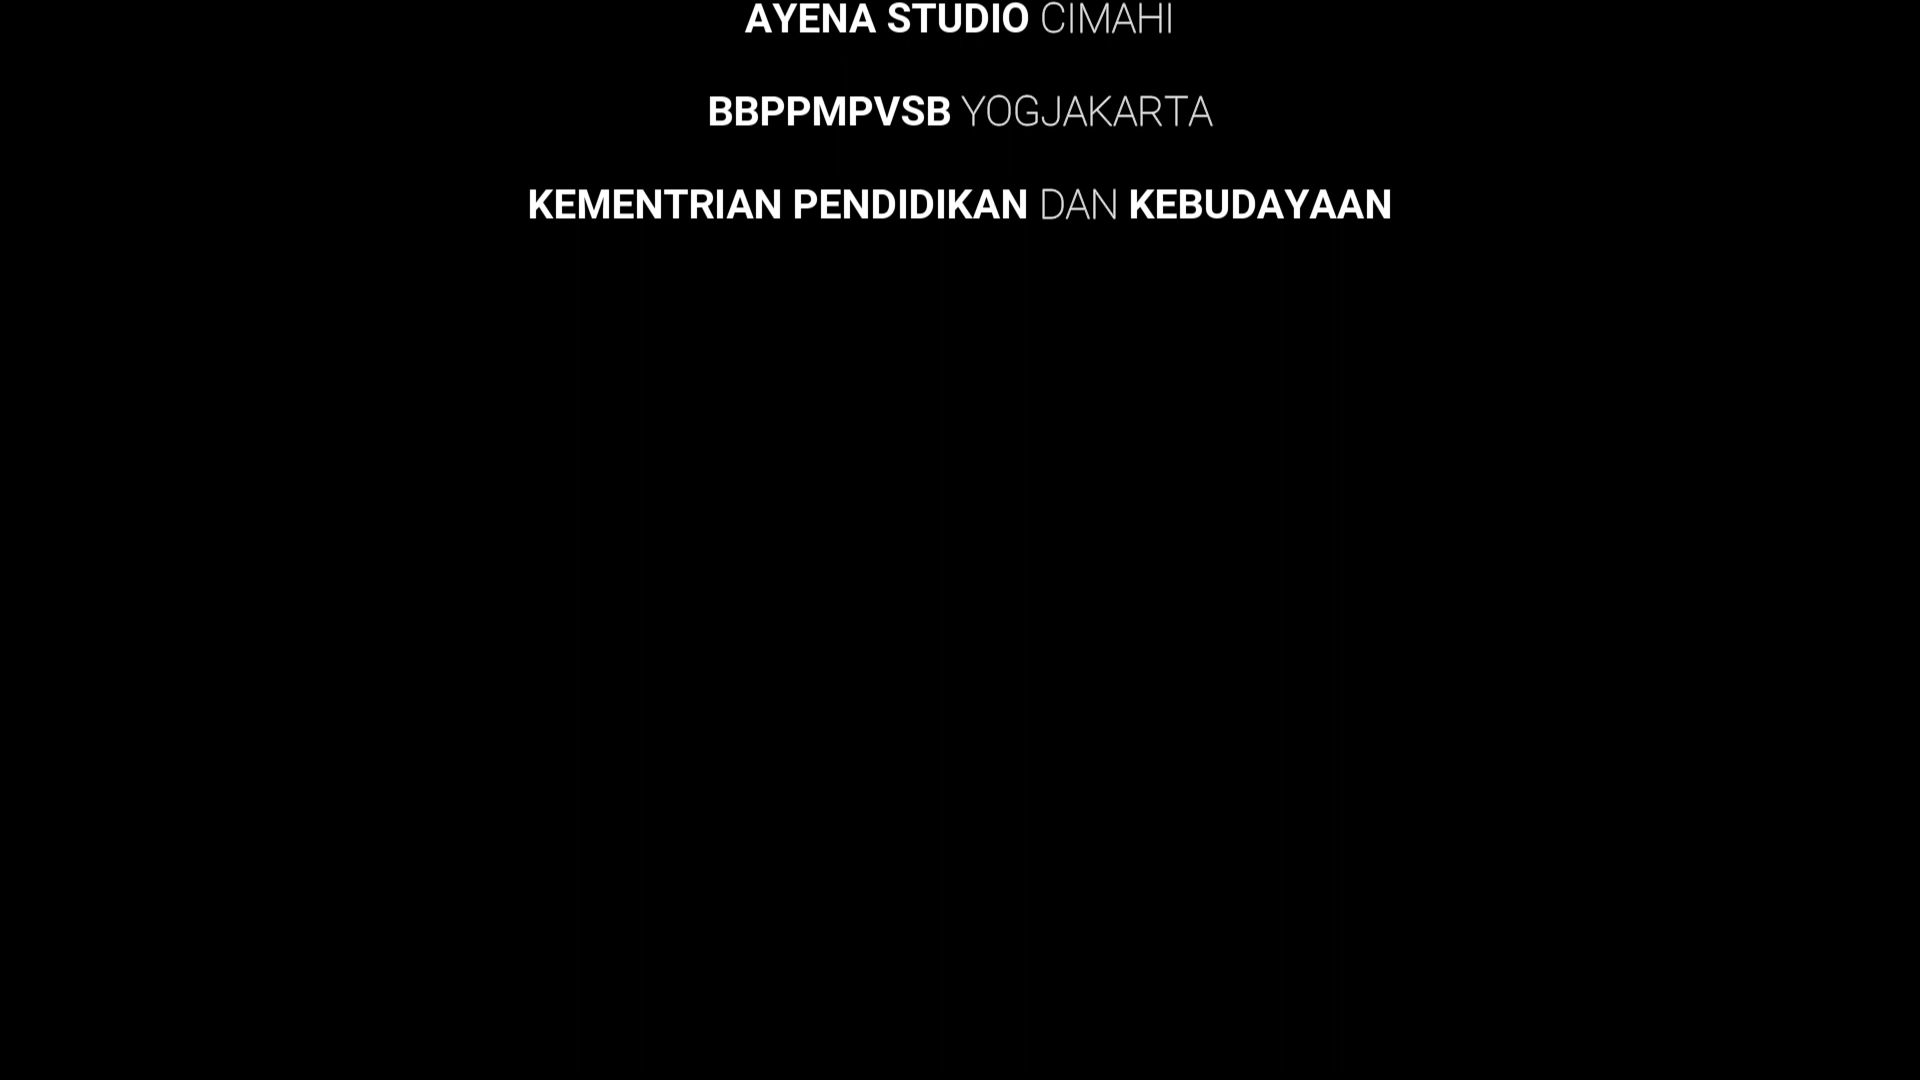 AYENA STUDIO CIMAHI
BBPPMPVSB YOGJAKARTA
KEMENTRIAN PENDIDIKAN DAN KEBUDAYAAN